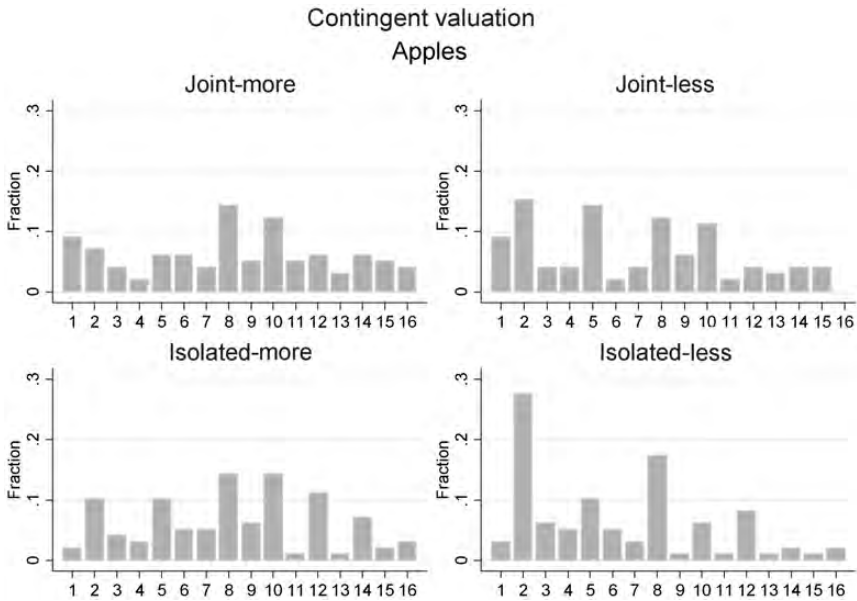 Contingent valuation
Apples
Joint-more
Joint-less
Fraction
0 .1 .2 .3
1 2 3 4 5 6 7 8 9 10 11 12 13 14 15 16
Fraction
0 .1 .2 .3
1 2 3 4 5 6 7 8 9 10 11 12 13 14 15 16
Isolated-more
Isolated-less
Fraction
0 .1 .2 .3
1 2 3 4 5 6 7 8 9 10 11 12 13 14 15 16
Fraction
0 .1 .2 .3
1 2 3 4 5 6 7 8 9 10 11 12 13 14 15 16